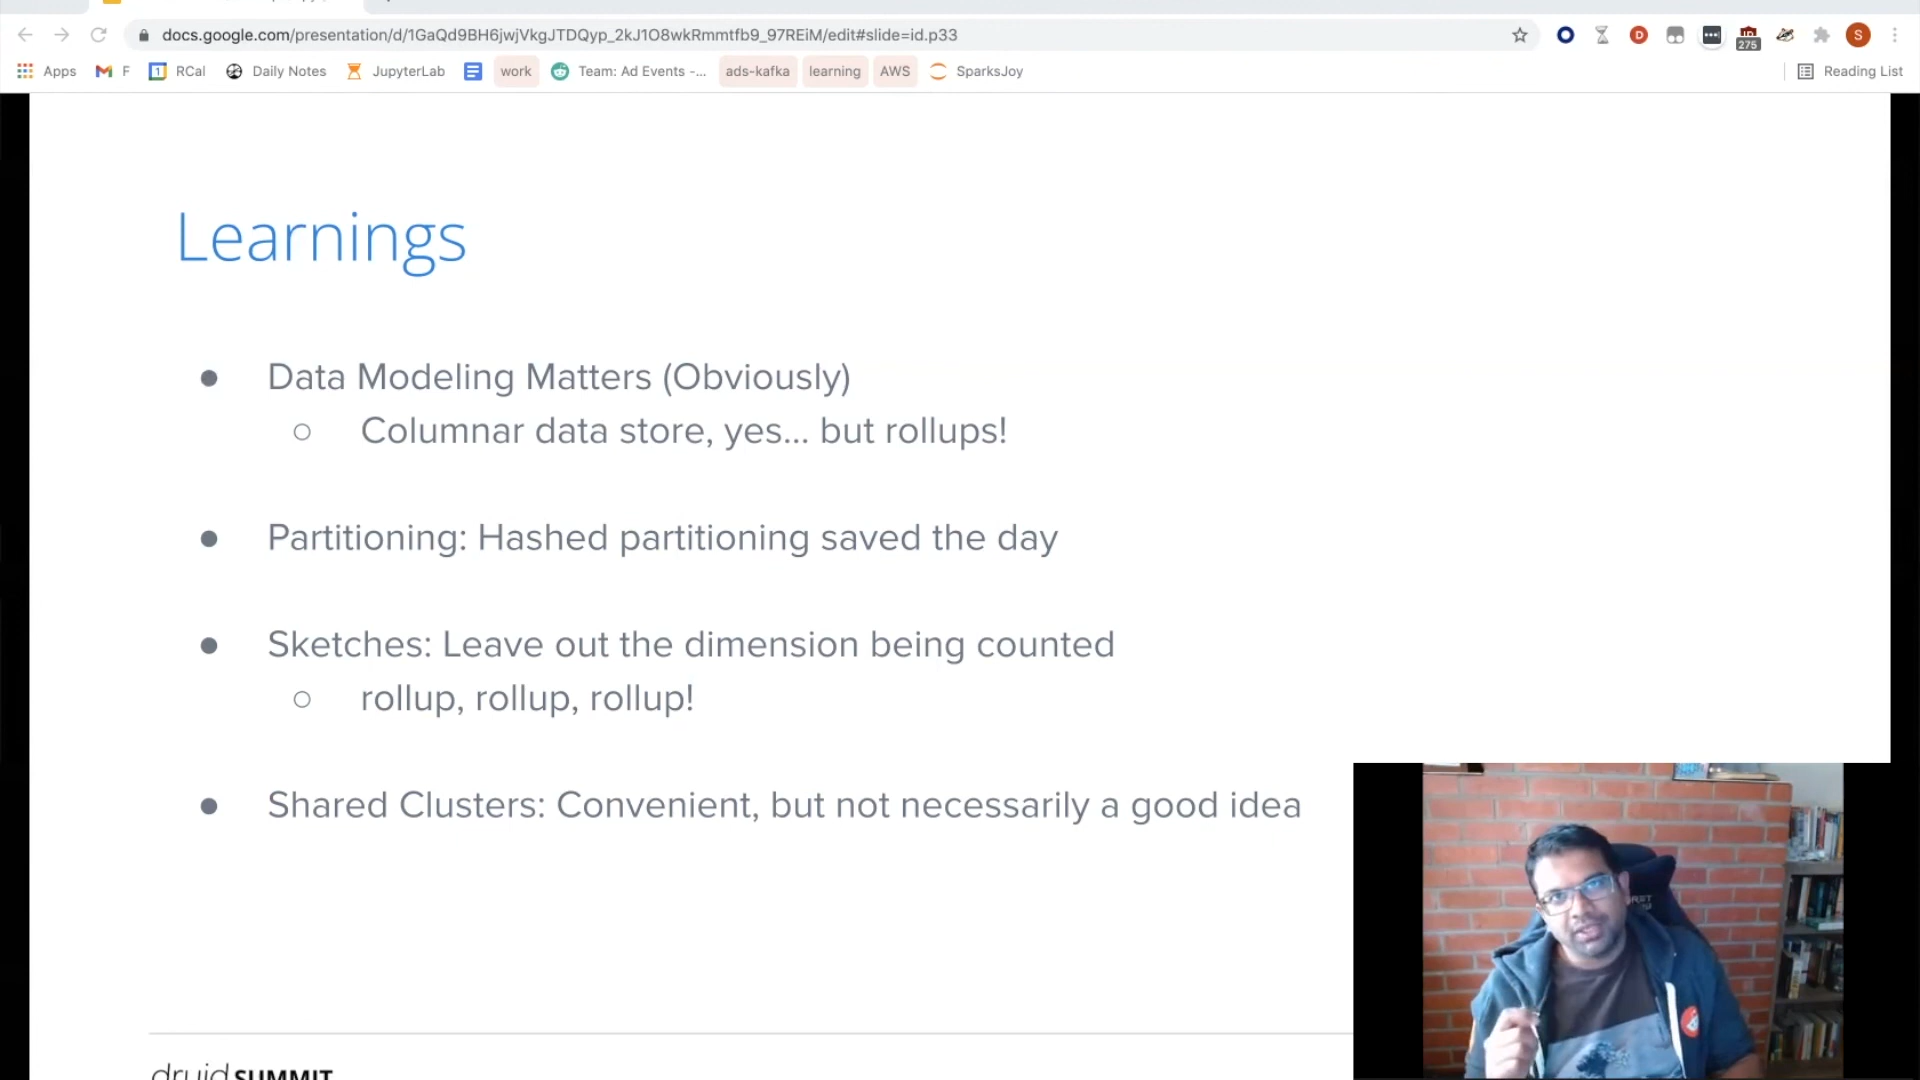 docs.google.com/presentation/d/1GaQd9BH6jwjVkgJTDQyp_2kJ1O8wkRmmtfb9_97REiM/edit#slide=id.p33
275
S
Apps
F
RCal
Daily Notes
JupyterLab
work
Team: Ad Events -...
ads-kafka
learning
AWS
SparksJoy
Reading List
Learnings
● Data Modeling Matters (Obviously)
○ Columnar data store, yes... but rollups!
● Partitioning: Hashed partitioning saved the day
● Sketches: Leave out the dimension being counted
○ rollup, rollup, rollup!
● Shared Clusters: Convenient, but not necessarily a good idea
druid SUMMIT